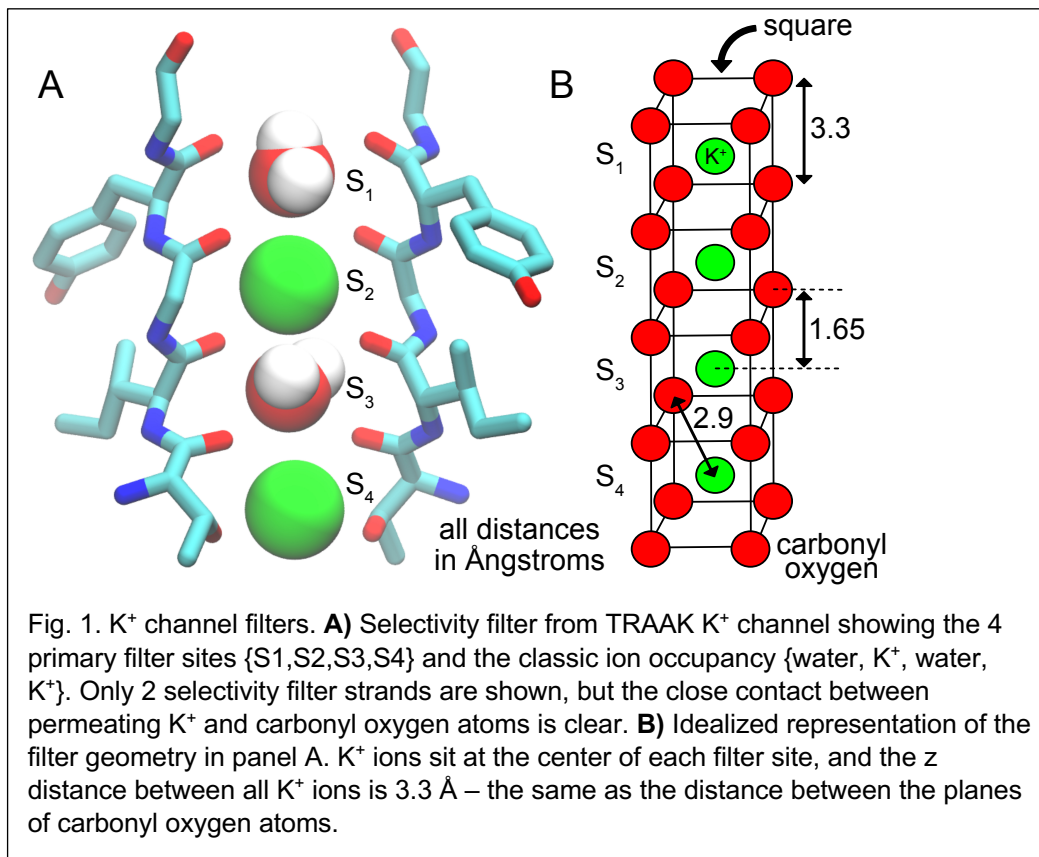 A
S₁
S₂
S₃
S₄
all distances
in Ångstroms
B
square
3.3
S₁
K⁺
S₂
1.65
S₃
2.9
S₄
carbonyl
oxygen
Fig. 1. K⁺ channel filters. A) Selectivity filter from TRAAK K⁺ channel showing the 4
primary filter sites {S1,S2,S3,S4} and the classic ion occupancy {water, K⁺, water,
K⁺}. Only 2 selectivity filter strands are shown, but the close contact between
permeating K⁺ and carbonyl oxygen atoms is clear. B) Idealized representation of the
filter geometry in panel A. K⁺ ions sit at the center of each filter site, and the z
distance between all K⁺ ions is 3.3 Å – the same as the distance between the planes
of carbonyl oxygen atoms.